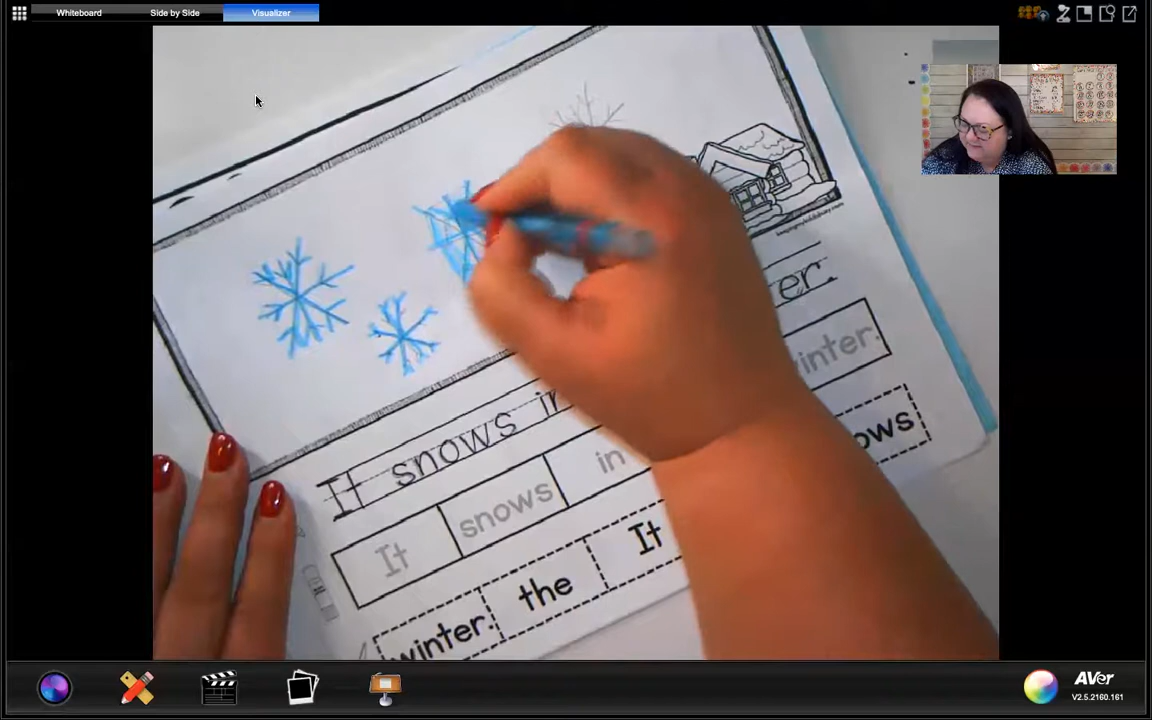 Whiteboard Side by Side Visualizer
er.
It snows in
It snows in winter.
winter. the It ows
AVer
V2.5.2160.161